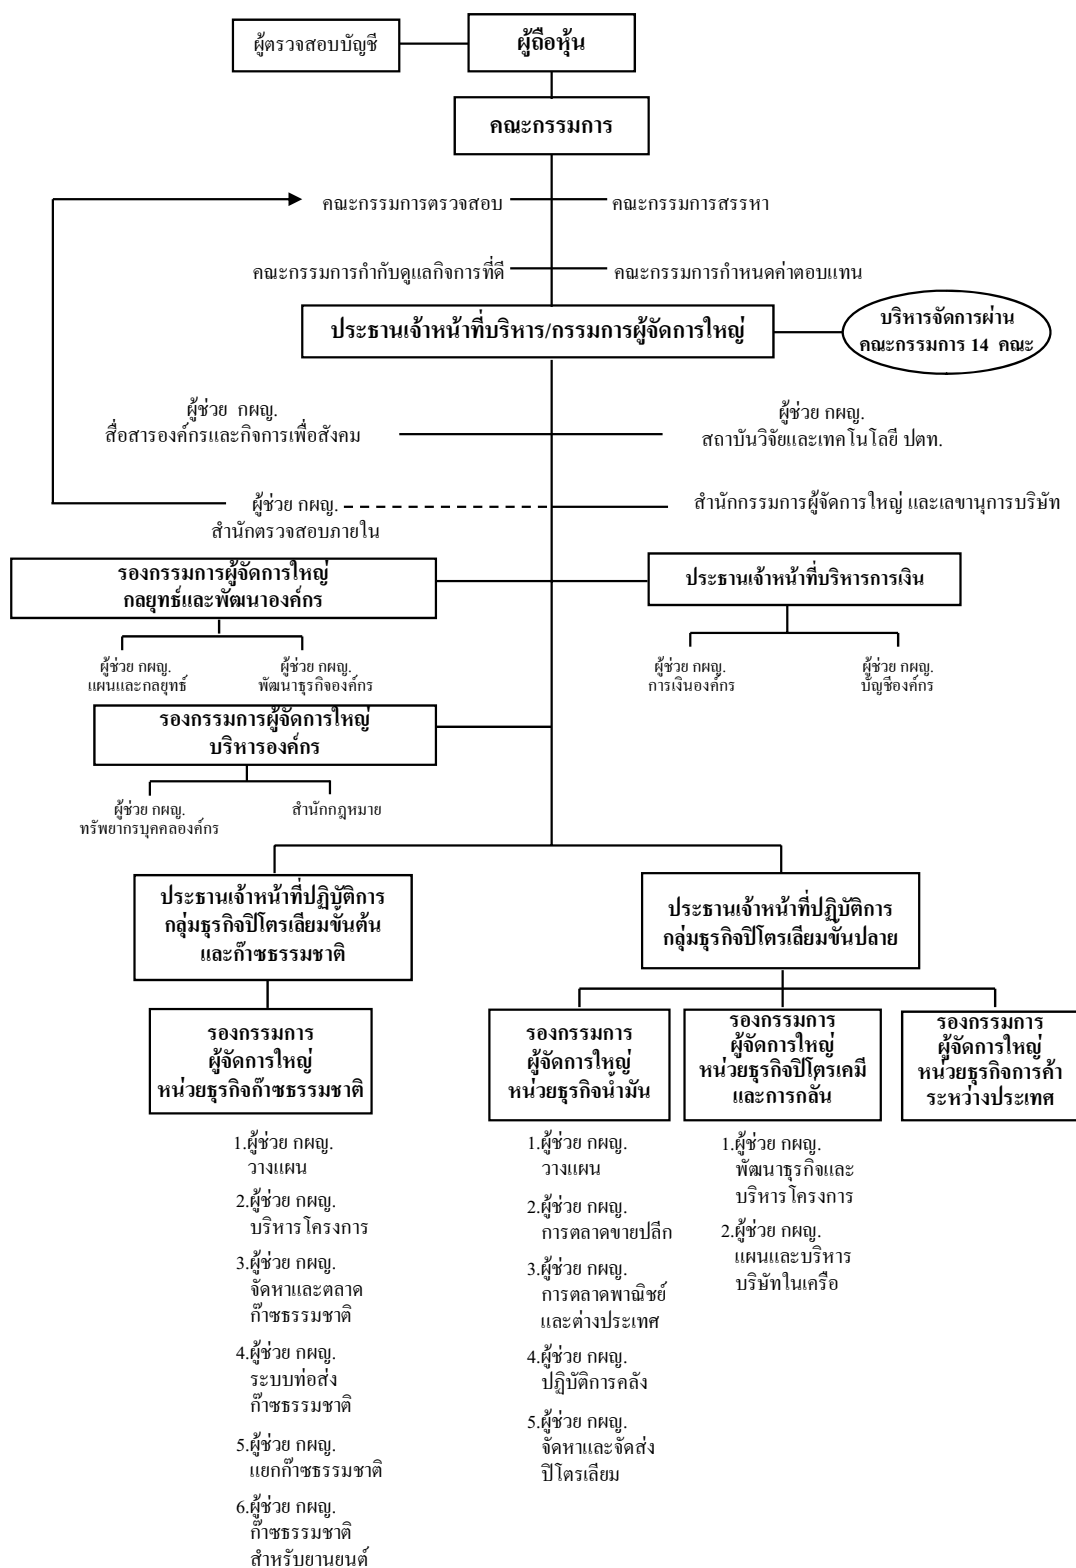 ผู้ตรวจสอบบัญชี
ผู้ถือหุ้น
คณะกรรมการ
คณะกรรมการตรวจสอบ
คณะกรรมการสรรหา
คณะกรรมการกำกับดูแลกิจการที่ดี
คณะกรรมการกำหนดค่าตอบแทน
ประธานเจ้าหน้าที่บริหาร/กรรมการผู้จัดการใหญ่
บริหารจัดการผ่าน
คณะกรรมการ 14 คณะ
ผู้ช่วย กผญ.
สื่อสารองค์กรและกิจการเพื่อสังคม
ผู้ช่วย กผญ.
สถาบันวิจัยและเทคโนโลยี ปตท.
ผู้ช่วย กผญ.
สำนักตรวจสอบภายใน
สำนักกรรมการผู้จัดการใหญ่ และเลขานุการบริษัท
รองกรรมการผู้จัดการใหญ่
กลยุทธ์และพัฒนาองค์กร
ประธานเจ้าหน้าที่บริหารการเงิน
ผู้ช่วย กผญ.
แผนและกลยุทธ์
ผู้ช่วย กผญ.
พัฒนาธุรกิจองค์กร
ผู้ช่วย กผญ.
การเงินองค์กร
ผู้ช่วย กผญ.
บัญชีองค์กร
รองกรรมการผู้จัดการใหญ่
บริหารองค์กร
ผู้ช่วย กผญ.
ทรัพยากรบุคคลองค์กร
สำนักกฎหมาย
ประธานเจ้าหน้าที่ปฏิบัติการ
กลุ่มธุรกิจปิโตรเลียมขั้นต้น
และก๊าซธรรมชาติ
ประธานเจ้าหน้าที่ปฏิบัติการ
กลุ่มธุรกิจปิโตรเลียมขั้นปลาย
รองกรรมการ
ผู้จัดการใหญ่
หน่วยธุรกิจก๊าซธรรมชาติ
รองกรรมการ
ผู้จัดการใหญ่
หน่วยธุรกิจน้ำมัน
รองกรรมการ
ผู้จัดการใหญ่
หน่วยธุรกิจปิโตรเคมี
และการกลั่น
รองกรรมการ
ผู้จัดการใหญ่
หน่วยธุรกิจการค้า
ระหว่างประเทศ
1.ผู้ช่วย กผญ.
วางแผน
2.ผู้ช่วย กผญ.
บริหารโครงการ
3.ผู้ช่วย กผญ.
จัดหาและตลาด
ก๊าซธรรมชาติ
4.ผู้ช่วย กผญ.
ระบบท่อส่ง
ก๊าซธรรมชาติ
5.ผู้ช่วย กผญ.
แยกก๊าซธรรมชาติ
6.ผู้ช่วย กผญ.
ก๊าซธรรมชาติ
สำหรับยานยนต์
1.ผู้ช่วย กผญ.
วางแผน
2.ผู้ช่วย กผญ.
การตลาดขายปลีก
3.ผู้ช่วย กผญ.
การตลาดพาณิชย์
และต่างประเทศ
4.ผู้ช่วย กผญ.
ปฏิบัติการคลัง
5.ผู้ช่วย กผญ.
จัดหาและจัดส่ง
ปิโตรเลียม
1.ผู้ช่วย กผญ.
พัฒนาธุรกิจและ
บริหารโครงการ
2.ผู้ช่วย กผญ.
แผนและบริหาร
บริษัทในเครือ